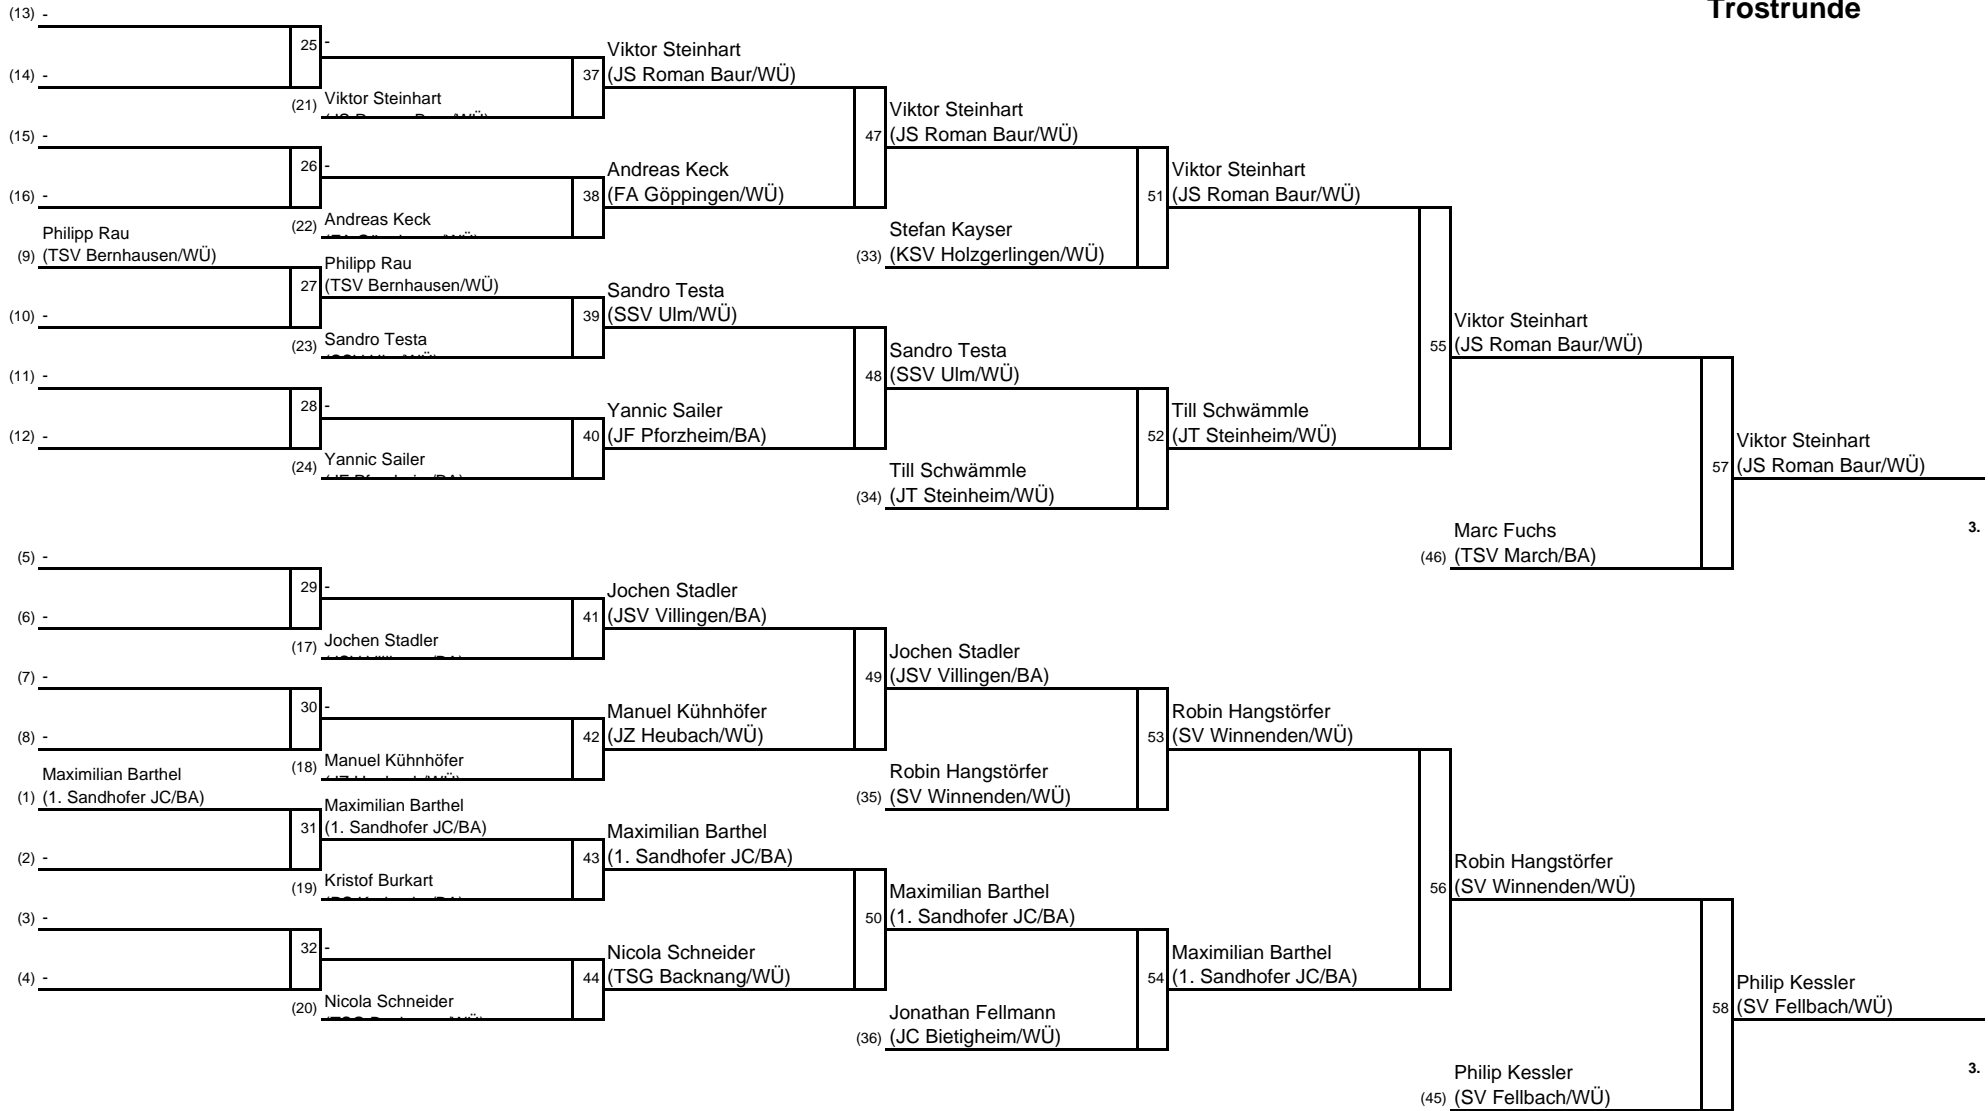 Trostrunde
(13) -
(14) -
(15) -
(16) -
Philipp Rau
(9) (TSV Bernhausen/WÜ)
(10) -
(11) -
(12) -
(5) -
(6) -
(7) -
(8) -
Maximilian Barthel
(1) (1. Sandhofer JC/BA)
(2) -
(3) -
(4) -
25 -
(21) Viktor Steinhart
26 -
(22) Andreas Keck
Philipp Rau
27 (TSV Bernhausen/WÜ)
(23) Sandro Testa
28 -
(24) Yannic Sailer
29 -
(17) Jochen Stadler
30 -
(18) Manuel Kühnhöfer
Maximilian Barthel
31 (1. Sandhofer JC/BA)
(19) Kristof Burkart
32 -
(20) Nicola Schneider
Viktor Steinhart
37 (JS Roman Baur/WÜ)
Andreas Keck
38 (FA Göppingen/WÜ)
Sandro Testa
39 (SSV Ulm/WÜ)
Yannic Sailer
40 (JF Pforzheim/BA)
Jochen Stadler
41 (JSV Villingen/BA)
Manuel Kühnhöfer
42 (JZ Heubach/WÜ)
Maximilian Barthel
43 (1. Sandhofer JC/BA)
Nicola Schneider
44 (TSG Backnang/WÜ)
Viktor Steinhart
47 (JS Roman Baur/WÜ)
Stefan Kayser
(33) (KSV Holzgerlingen/WÜ)
Sandro Testa
48 (SSV Ulm/WÜ)
Till Schwämmle
(34) (JT Steinheim/WÜ)
Jochen Stadler
49 (JSV Villingen/BA)
Robin Hangstörfer
(35) (SV Winnenden/WÜ)
Maximilian Barthel
50 (1. Sandhofer JC/BA)
Jonathan Fellmann
(36) (JC Bietigheim/WÜ)
Viktor Steinhart
51 (JS Roman Baur/WÜ)
Till Schwämmle
52 (JT Steinheim/WÜ)
Robin Hangstörfer
53 (SV Winnenden/WÜ)
Maximilian Barthel
54 (1. Sandhofer JC/BA)
Viktor Steinhart
55 (JS Roman Baur/WÜ)
Marc Fuchs
(46) (TSV March/BA)
Robin Hangstörfer
56 (SV Winnenden/WÜ)
Philip Kessler
(45) (SV Fellbach/WÜ)
Viktor Steinhart
57 (JS Roman Baur/WÜ)
3.
Philip Kessler
58 (SV Fellbach/WÜ)
3.